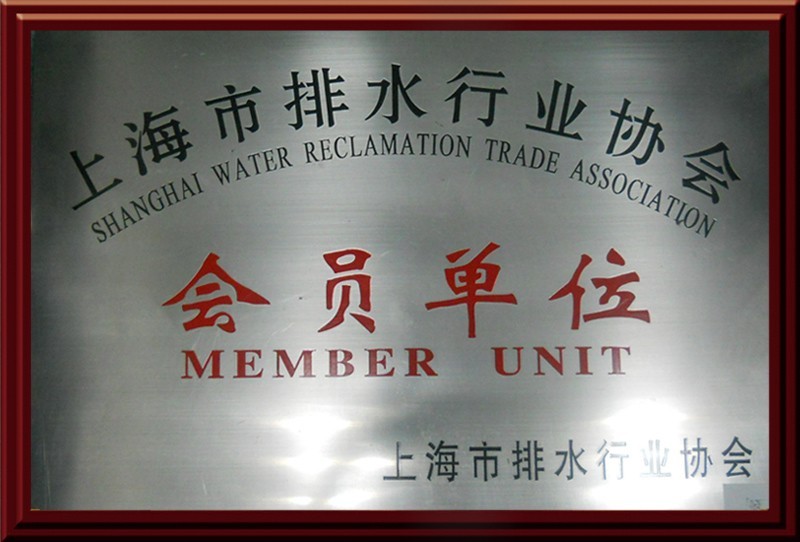 上海市排水行业协会
SHANGHAI WATER RECLAMATION TRADE ASSOCIATION
会员单位
MEMBER UNIT
上海市排水行业协会